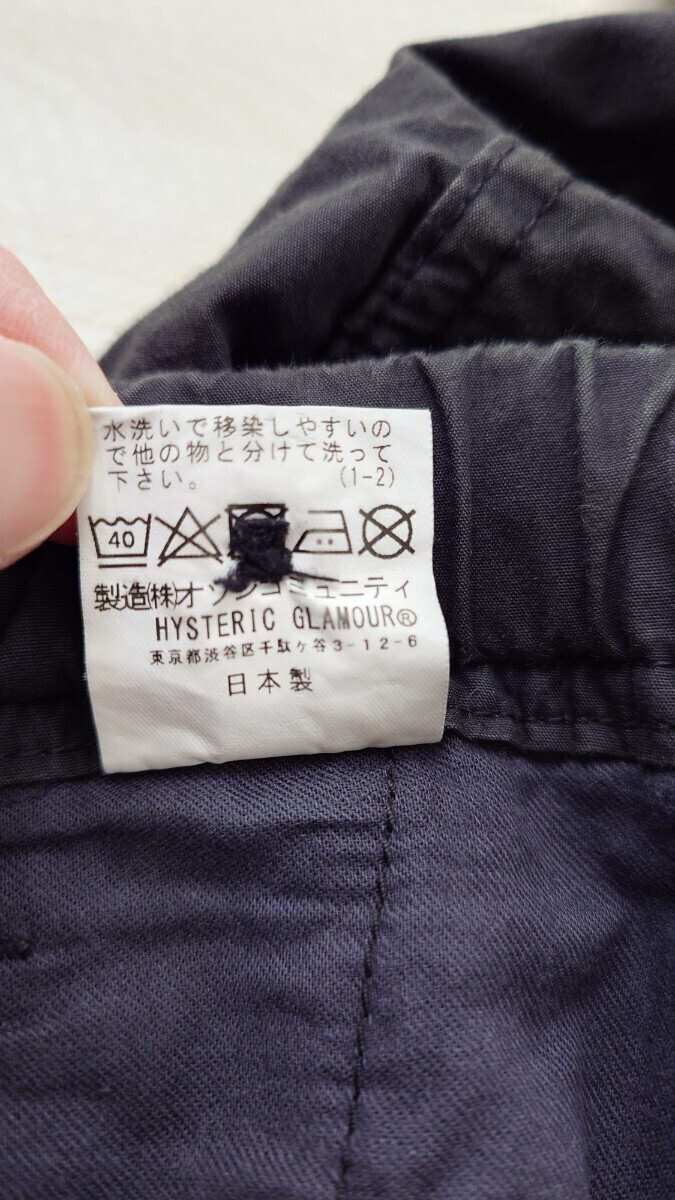 水洗いで移染しやすいの
で他の物と分けて洗って
下さい。 (1-2)
40
製造(株)オゾンコミュニティ
HYSTERIC GLAMOUR®
東京都渋谷区千駄ヶ谷3-12-6
日本製